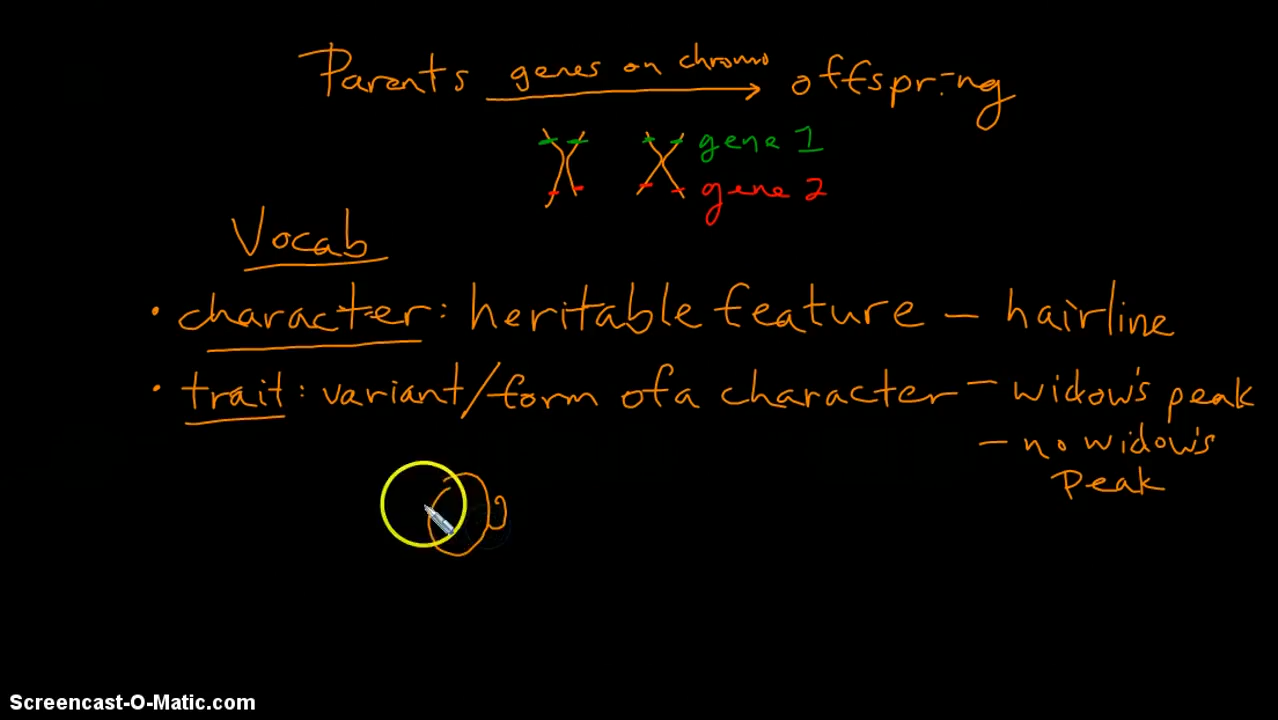 Parents genes on chromo offspring
gene 1
gene 2
Vocab
• character: heritable feature - hairline
• trait: variant/form of a character - widow's peak
- no widow's
peak
Screencast-O-Matic.com